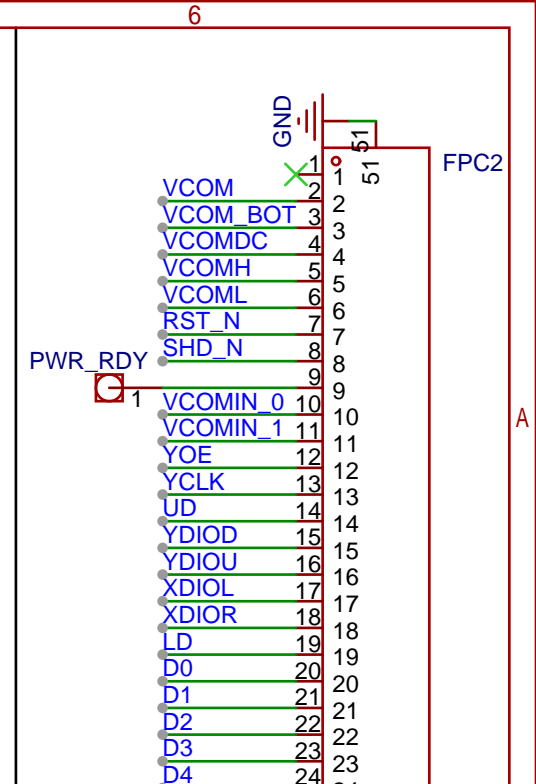 6
GND
51
51
FPC2
1
1
VCOM 2
2
VCOM_BOT 3
3
VCOMDC 4
4
VCOMH 5
5
VCOML 6
6
RST_N 7
7
SHD_N 8
8
PWR_RDY
1
9
9
VCOMIN_0 10
10
VCOMIN_1 11
11
A
YOE 12
12
YCLK 13
13
UD 14
14
YDIOD 15
15
YDIOU 16
16
XDIOL 17
17
XDIOR 18
18
LD 19
19
D0 20
20
D1 21
21
D2 22
22
D3 23
23
D4 24